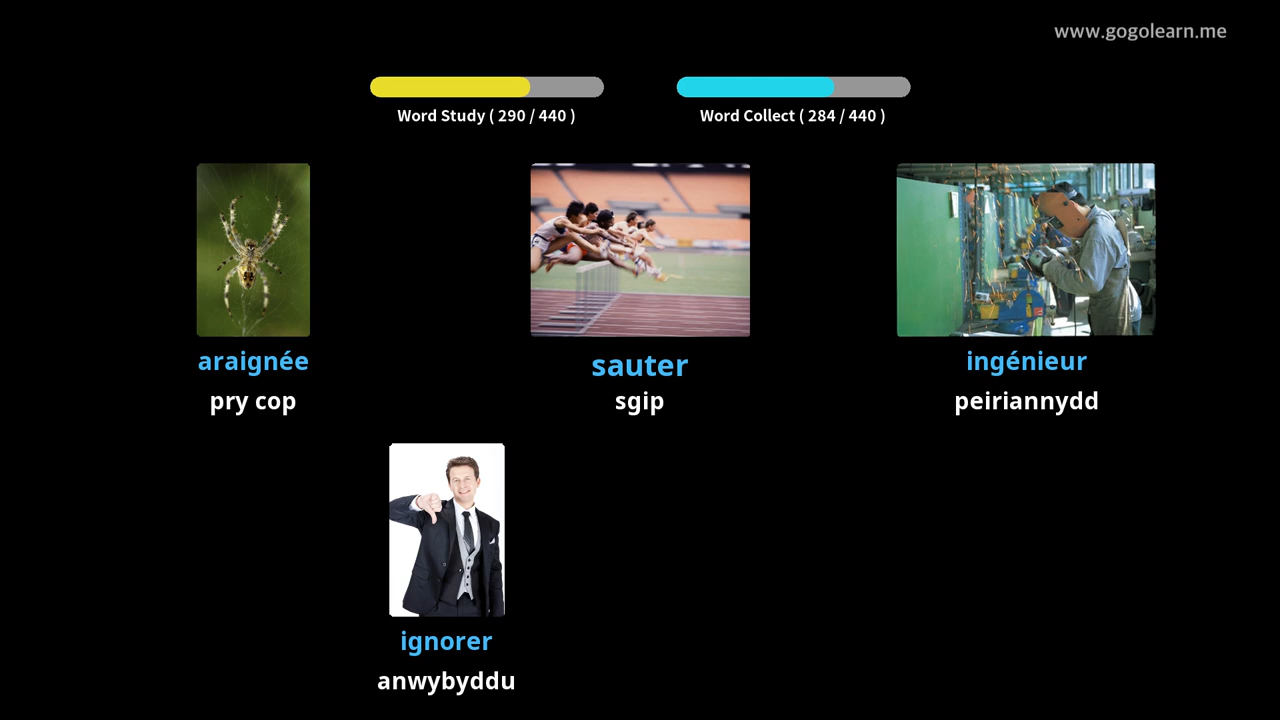 www.gogolearn.me
Word Study ( 290 / 440 )
Word Collect ( 284 / 440 )
araignée
pry cop
sauter
sgip
ingénieur
peiriannydd
ignorer
anwybyddu